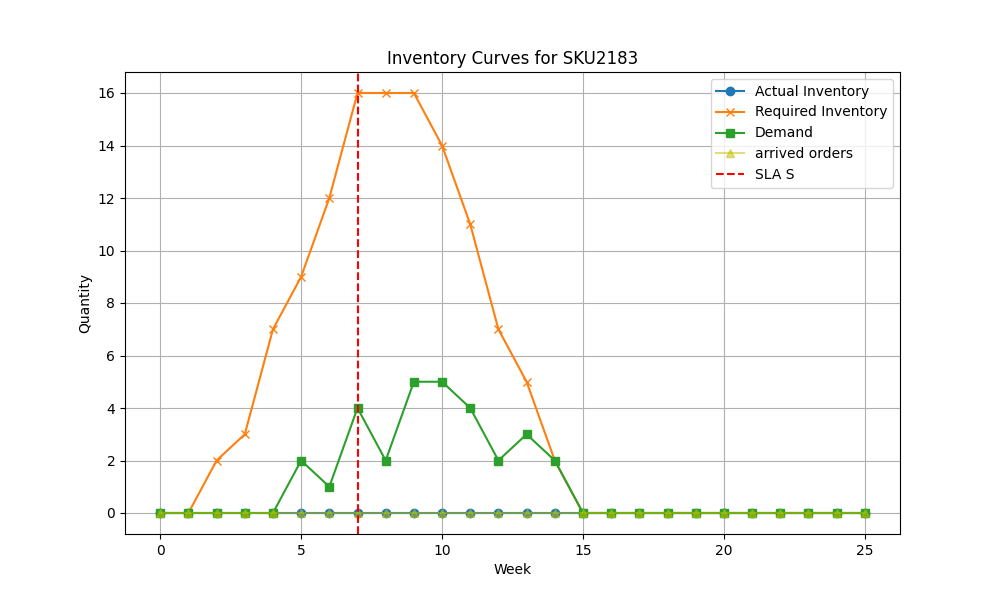 Inventory Curves for SKU2183
Actual Inventory
Required Inventory
Demand
arrived orders
SLA S
Quantity
16
14
12
10
8
6
4
2
0
0
5
10
15
20
25
Week